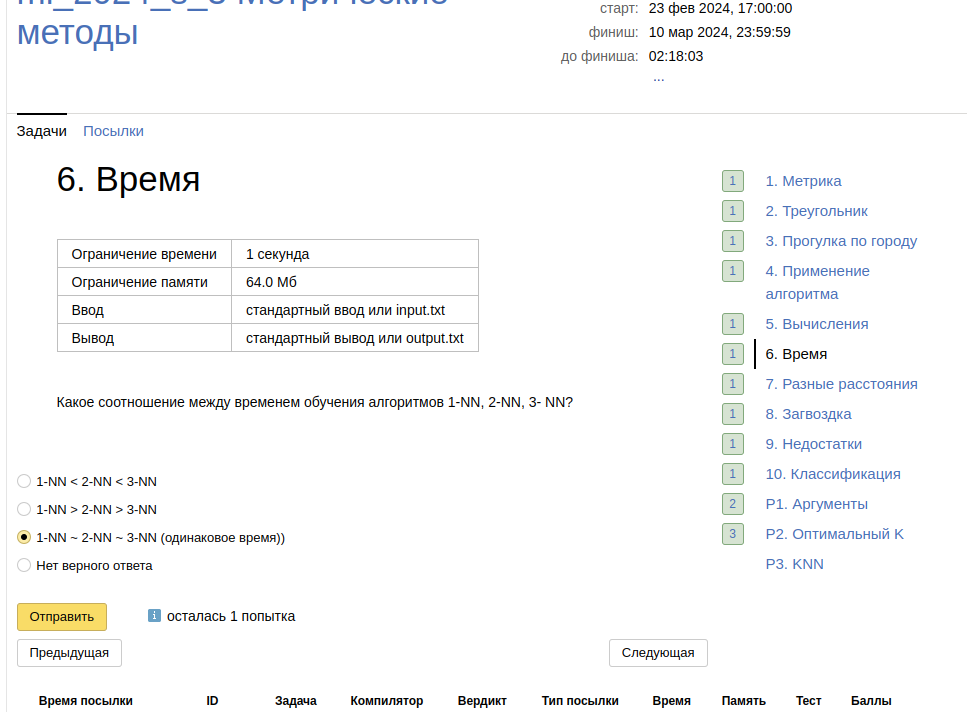 ml_2024_s_3 Метрические
методы
старт: 23 фев 2024, 17:00:00
финиш: 10 мар 2024, 23:59:59
до финиша: 02:18:03
...
Задачи Посылки
6. Время
Ограничение времени 1 секунда
Ограничение памяти 64.0 Мб
Ввод стандартный ввод или input.txt
Вывод стандартный вывод или output.txt
Какое соотношение между временем обучения алгоритмов 1-NN, 2-NN, 3- NN?
1-NN < 2-NN < 3-NN
1-NN > 2-NN > 3-NN
1-NN ~ 2-NN ~ 3-NN (одинаковое время))
Нет верного ответа
Отправить i осталась 1 попытка
Предыдущая Следующая
1 1. Метрика
1 2. Треугольник
1 3. Прогулка по городу
1 4. Применение
алгоритма
1 5. Вычисления
1 6. Время
1 7. Разные расстояния
1 8. Загвоздка
1 9. Недостатки
1 10. Классификация
2 P1. Аргументы
3 P2. Оптимальный K
P3. KNN
Время посылки ID Задача Компилятор Вердикт Тип посылки Время Память Тест Баллы